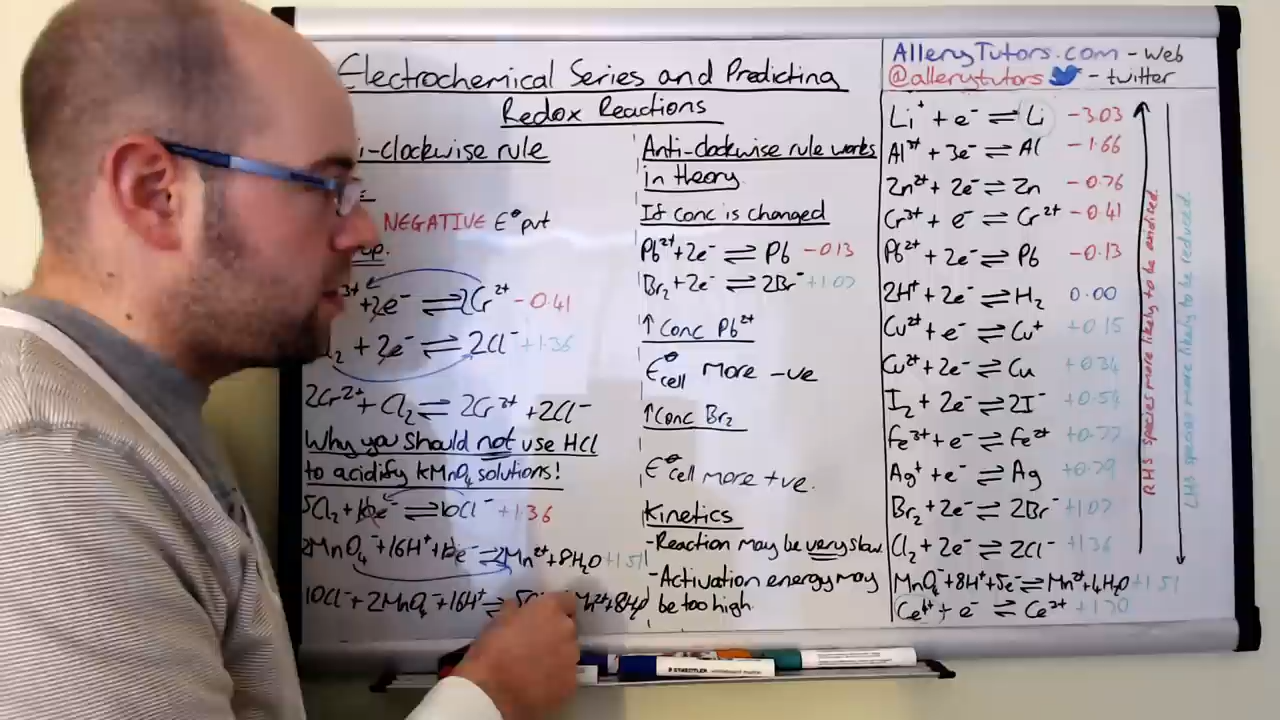 Electrochemical Series and Predicting
Redox Reactions
i-clockwise rule
NEGATIVE E⊖ put
3+ +2e⁻ ⇌ 2Cr²⁺ -0.41
2 + 2e⁻ ⇌ 2Cl⁻ +1.36
2Cr²⁺ + Cl₂ ⇌ 2Cr³⁺ + 2Cl⁻
Why you should not use HCl
to acidify KMnO₄ solutions!
5Cl₂ + 10e⁻ ⇌ 10Cl⁻ +1.36
2MnO₄⁻ + 16H⁺ + 10e⁻ ⇌ 2Mn²⁺ + 8H₂O +1.51
10Cl⁻ + 2MnO₄⁻ + 16H⁺ ⇌
Anti-clockwise rule works
in theory.
If conc is changed
Pb²⁺ + 2e⁻ ⇌ Pb -0.13
Br₂ + 2e⁻ ⇌ 2Br⁻ +1.07
↑ Conc Pb²⁺
E⊖cell more -ve
↑ Conc Br₂
E⊖cell more +ve.
Kinetics
- Reaction may be very slow
- Activation energy may
be too high.
AlleryTutors.com - web
@allerytutors - twitter
Li⁺ + e⁻ ⇌ Li -3.03
Al³⁺ + 3e⁻ ⇌ Al -1.66
Zn²⁺ + 2e⁻ ⇌ Zn -0.76
Cr³⁺ + e⁻ ⇌ Cr²⁺ -0.41
Pb²⁺ + 2e⁻ ⇌ Pb -0.13
2H⁺ + 2e⁻ ⇌ H₂ 0.00
Cu²⁺ + e⁻ ⇌ Cu⁺ +0.15
Cu²⁺ + 2e⁻ ⇌ Cu +0.34
I₂ + 2e⁻ ⇌ 2I⁻ +0.54
Fe³⁺ + e⁻ ⇌ Fe²⁺ +0.77
Ag⁺ + e⁻ ⇌ Ag +0.79
Br₂ + 2e⁻ ⇌ 2Br⁻ +1.07
Cl₂ + 2e⁻ ⇌ 2Cl⁻ +1.36
MnO₄⁻ + 8H⁺ + 5e⁻ ⇌ Mn²⁺ + 4H₂O +1.51
Ce⁴⁺ + e⁻ ⇌ Ce³⁺ +1.70
RHS species more likely to be oxidised.
LHS species more likely to be reduced.
STAEDTLER